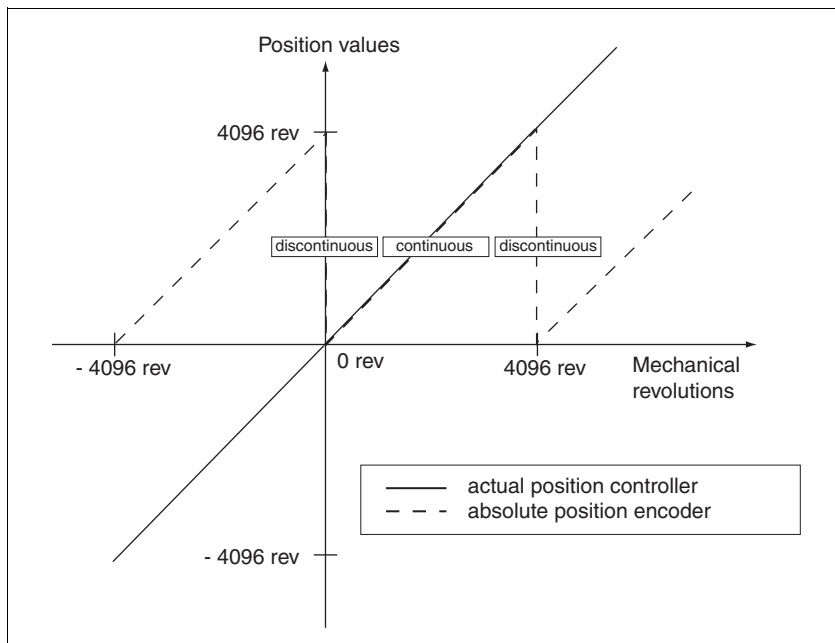 Position values
4096 rev
discontinuous
continuous
discontinuous
- 4096 rev
0 rev
4096 rev
Mechanical
revolutions
actual position controller
absolute position encoder
- 4096 rev